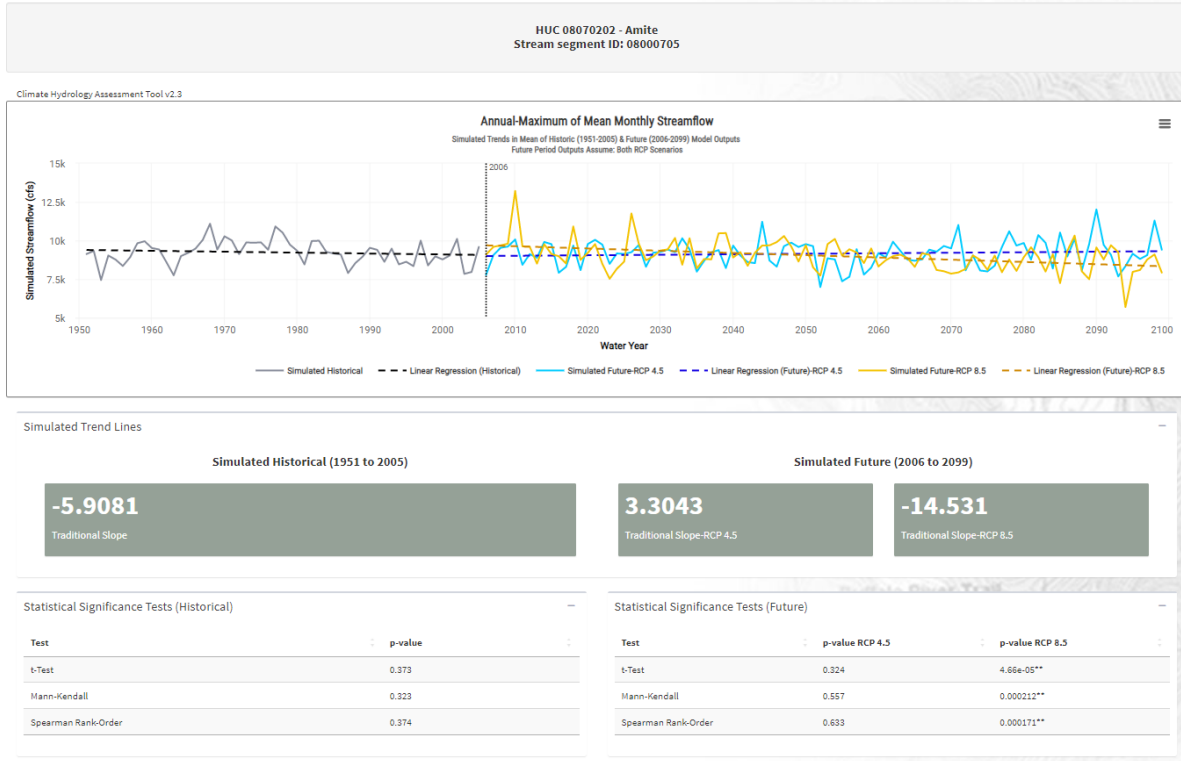 HUC 08070202 - Amite
Stream segment ID: 08000705
Climate Hydrology Assessment Tool v2.3
Annual-Maximum of Mean Monthly Streamflow
Simulated Trends in Mean of Historic (1951-2005) & Future (2006-2099) Model Outputs
Future Period Outputs Assume: Both RCP Scenarios
Simulated Streamflow (cfs)
15k
12.5k
10k
7.5k
5k
2006
1950 1960 1970 1980 1990 2000 2010 2020 2030 2040 2050 2060 2070 2080 2090 2100
Water Year
Simulated Historical Linear Regression (Historical) Simulated Future-RCP 4.5 Linear Regression (Future)-RCP 4.5 Simulated Future-RCP 8.5 Linear Regression (Future)-RCP 8.5
Simulated Trend Lines
Simulated Historical (1951 to 2005)
-5.9081
Traditional Slope
Simulated Future (2006 to 2099)
3.3043
Traditional Slope-RCP 4.5
-14.531
Traditional Slope-RCP 8.5
Statistical Significance Tests (Historical)
Test p-value
t-Test 0.373
Mann-Kendall 0.323
Spearman Rank-Order 0.374
Statistical Significance Tests (Future)
Test p-value RCP 4.5 p-value RCP 8.5
t-Test 0.324 4.66e-05**
Mann-Kendall 0.557 0.000212**
Spearman Rank-Order 0.633 0.000171**